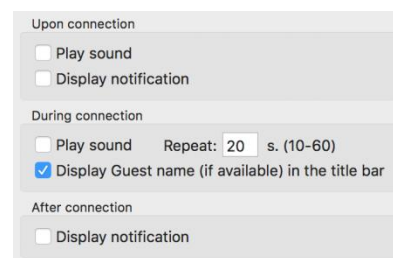 Upon connection
Play sound
Display notification
During connection
Play sound Repeat: 20 s. (10-60)
Display Guest name (if available) in the title bar
After connection
Display notification